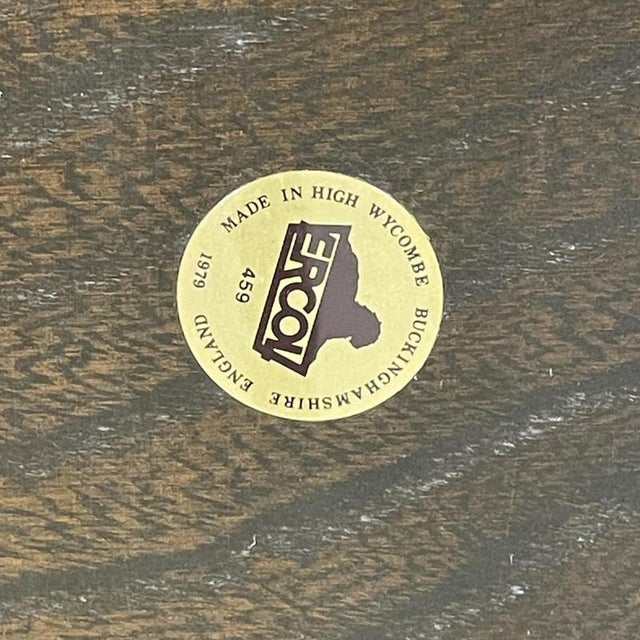 MADE IN HIGH WYCOMBE BUCKINGHAMSHIRE ENGLAND 1979
ERCOL
459